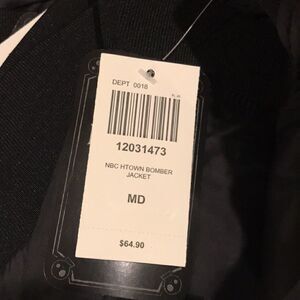 DEPT 0018
12031473
NBC HTOWN BOMBER
JACKET
MD
$64.90